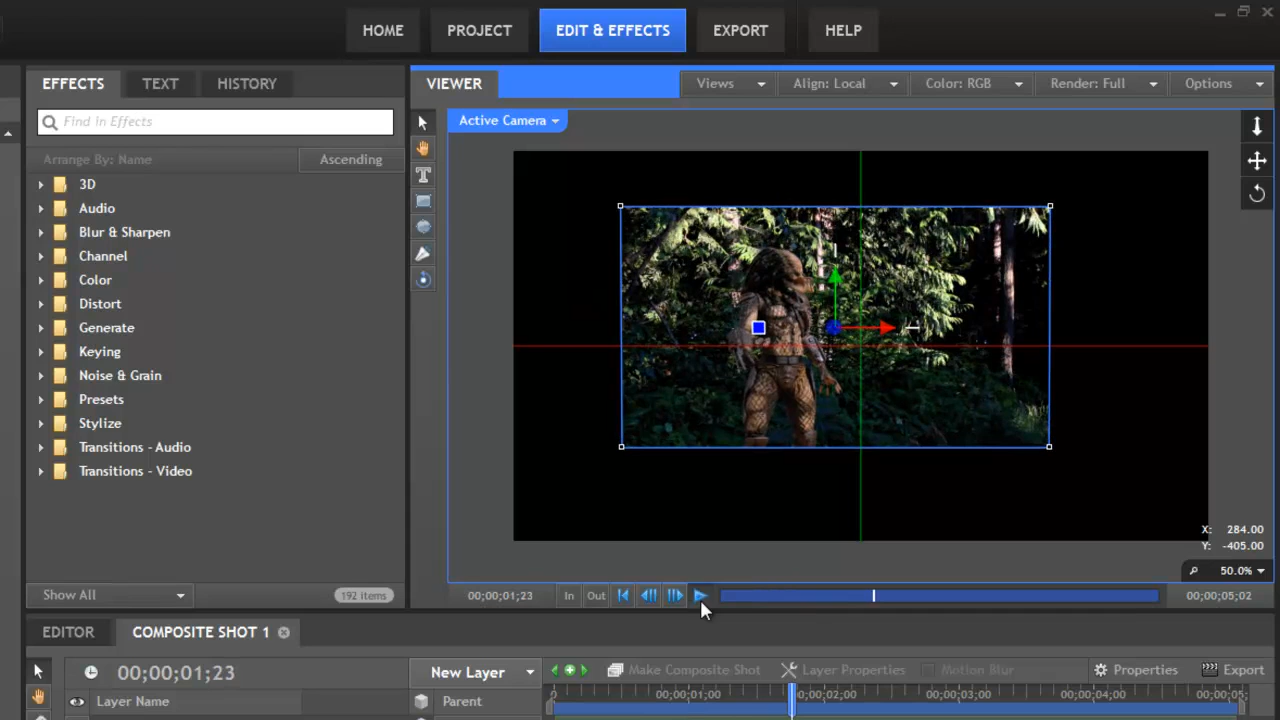 HOME PROJECT EDIT & EFFECTS EXPORT HELP
EFFECTS TEXT HISTORY
Find in Effects
Arrange By: Name Ascending
3D
Audio
Blur & Sharpen
Channel
Color
Distort
Generate
Keying
Noise & Grain
Presets
Stylize
Transitions - Audio
Transitions - Video
Show All 192 items
VIEWER Views Align: Local Color: RGB Render: Full Options
Active Camera
T
X: 284.00
Y: -405.00
50.0%
00;00;01;23 In Out 00;00;05;02
EDITOR COMPOSITE SHOT 1
00;00;01;23 New Layer Make Composite Shot Layer Properties Motion Blur Properties Export
0 00;00;01;00 00;00;02;00 00;00;03;00 00;00;04;00
Layer Name Parent